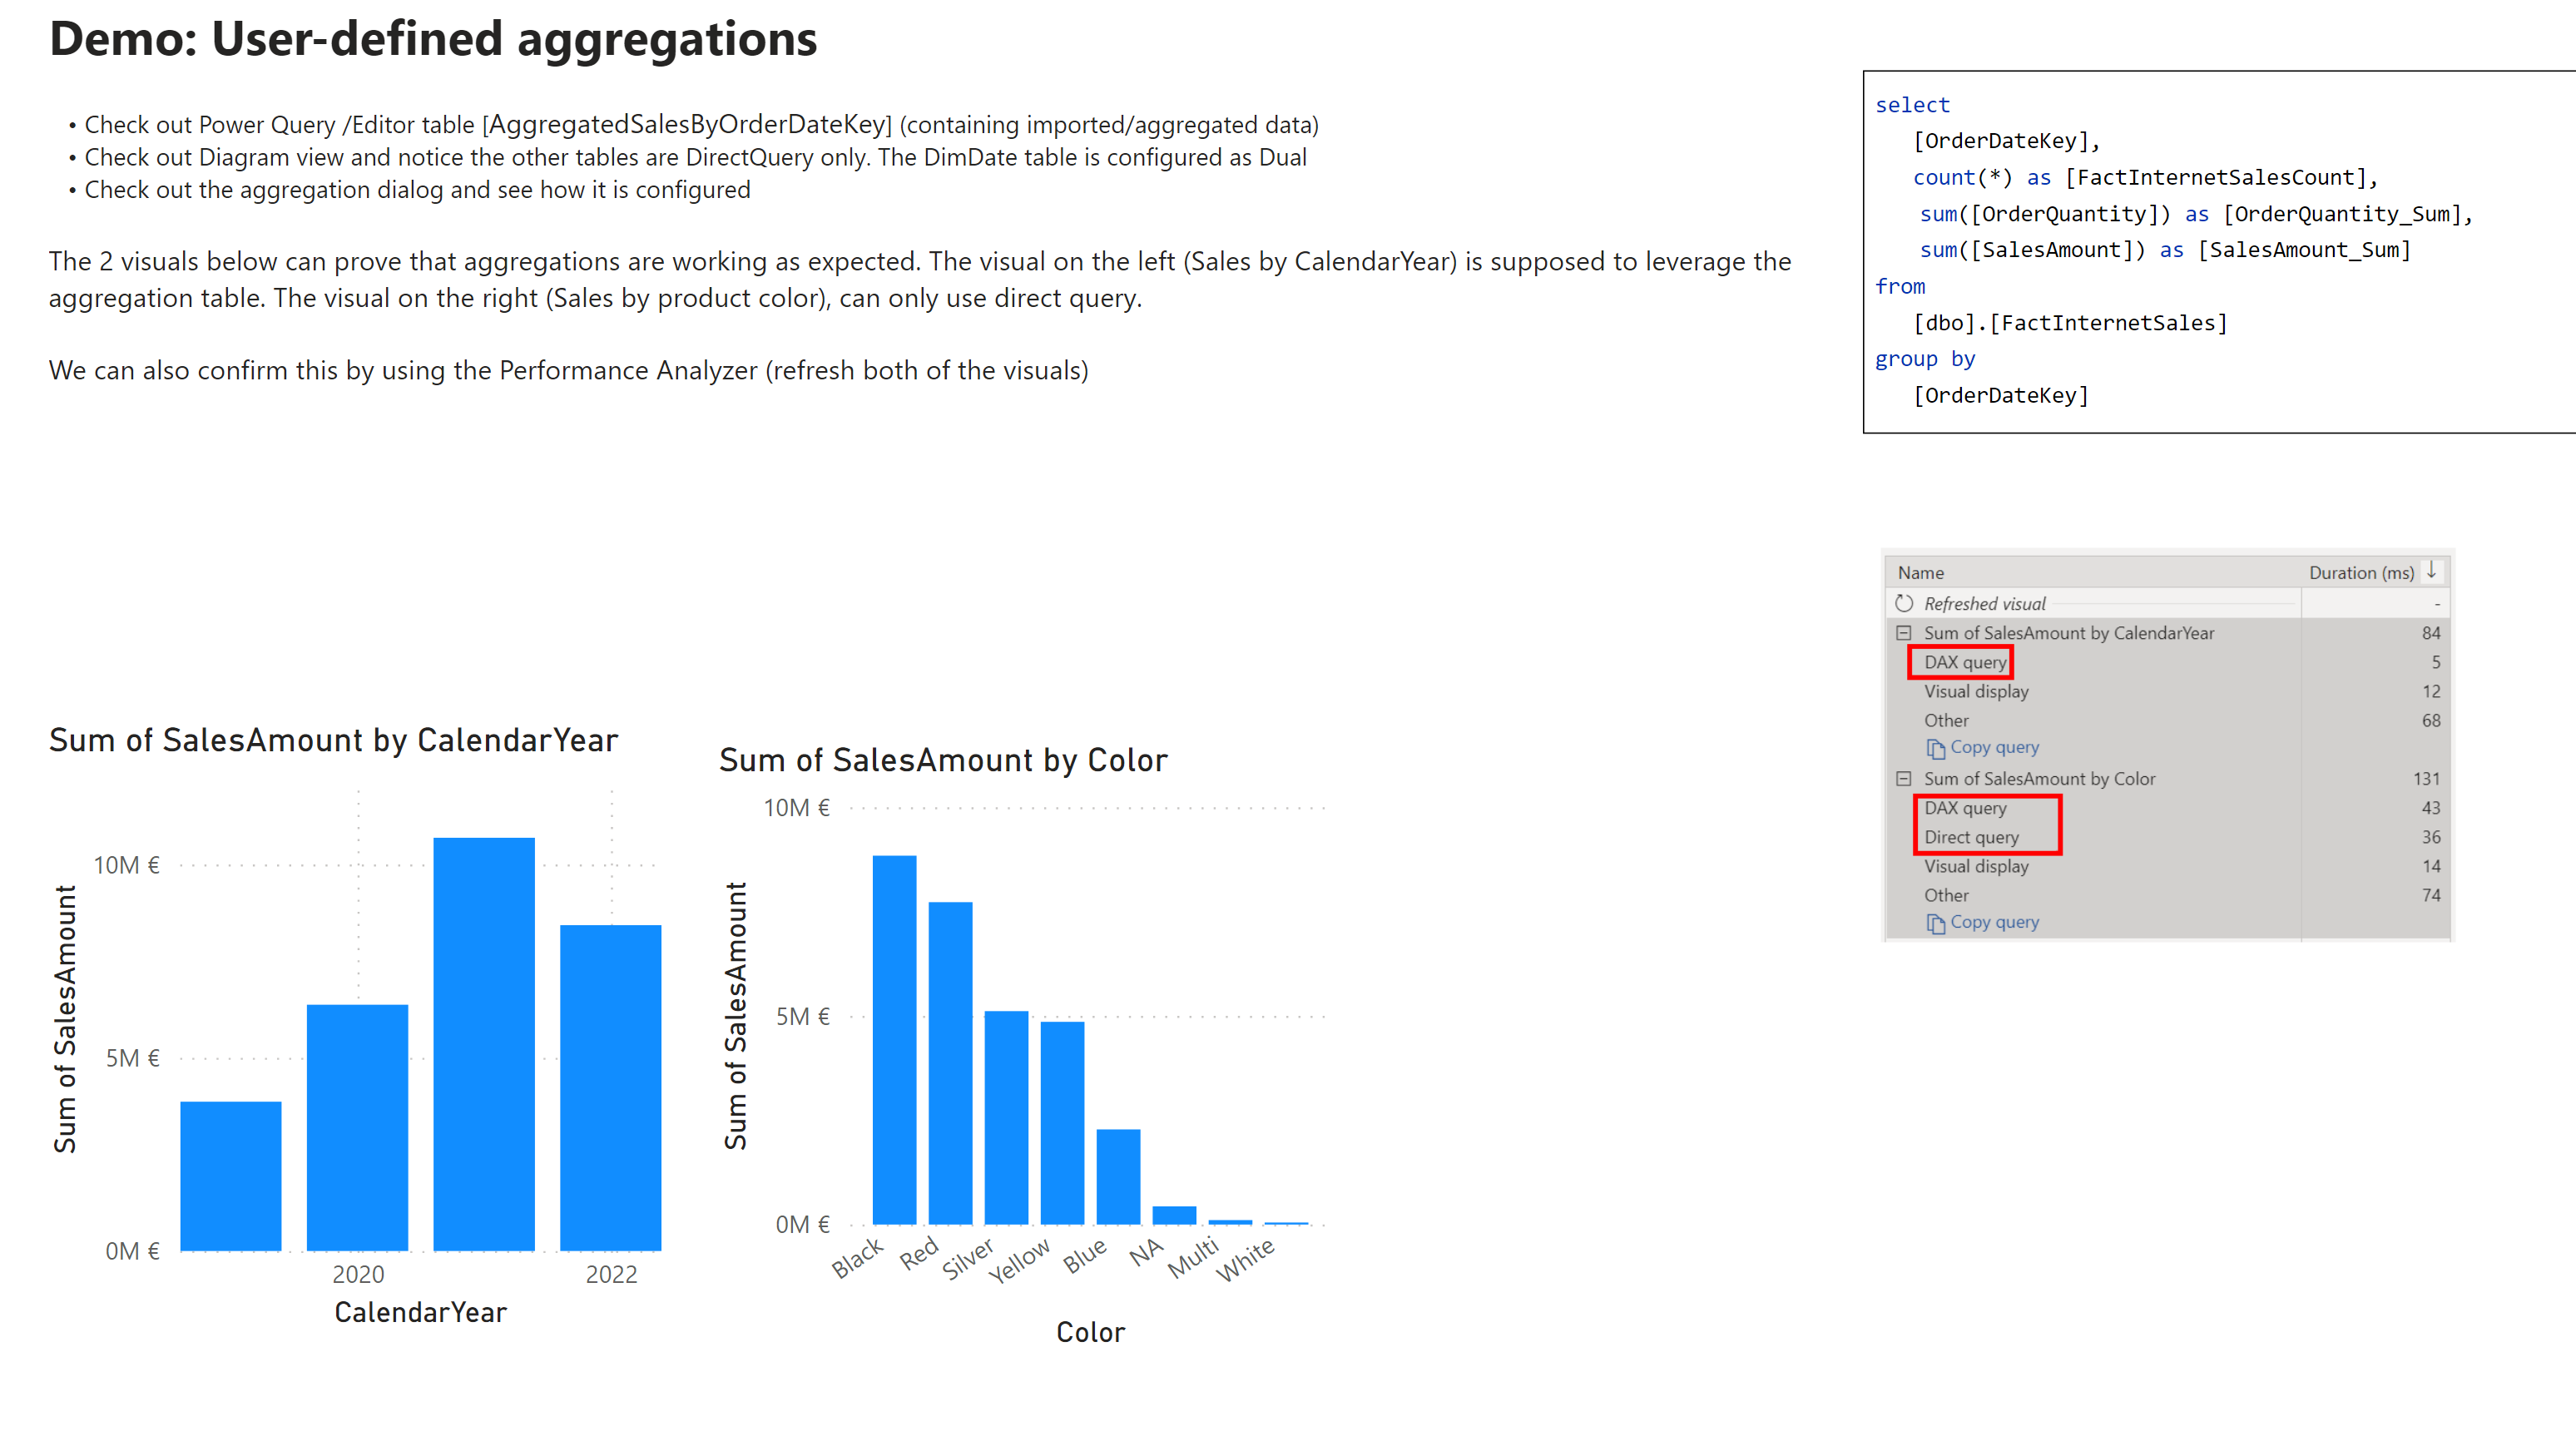 Demo: User-defined aggregations
• Check out Power Query /Editor table [AggregatedSalesByOrderDateKey] (containing imported/aggregated data)
• Check out Diagram view and notice the other tables are DirectQuery only. The DimDate table is configured as Dual
• Check out the aggregation dialog and see how it is configured
The 2 visuals below can prove that aggregations are working as expected. The visual on the left (Sales by CalendarYear) is supposed to leverage the
aggregation table. The visual on the right (Sales by product color), can only use direct query.
We can also confirm this by using the Performance Analyzer (refresh both of the visuals)
select
[OrderDateKey],
count(*) as [FactInternetSalesCount],
sum([OrderQuantity]) as [OrderQuantity_Sum],
sum([SalesAmount]) as [SalesAmount_Sum]
from
[dbo].[FactInternetSales]
group by
[OrderDateKey]
Name Duration (ms)
Refreshed visual -
Sum of SalesAmount by CalendarYear 84
DAX query 5
Visual display 12
Other 68
Copy query
Sum of SalesAmount by Color 131
DAX query 43
Direct query 36
Visual display 14
Other 74
Copy query
Sum of SalesAmount by CalendarYear
Sum of SalesAmount
10M €
5M €
0M €
2020 2022
CalendarYear
Sum of SalesAmount by Color
Sum of SalesAmount
10M €
5M €
0M €
Black Red Silver Yellow Blue NA Multi White
Color